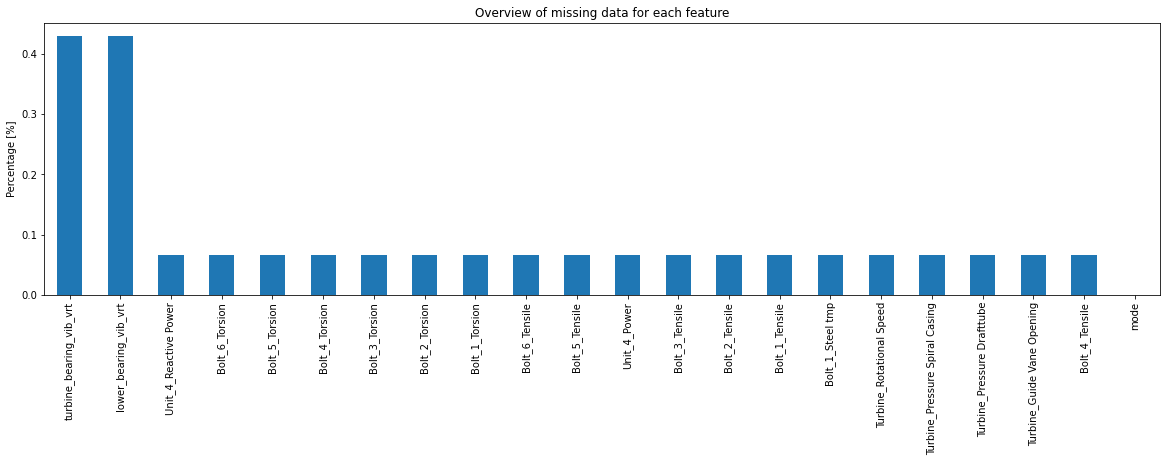 Overview of missing data for each feature
Percentage [%]
0.4
0.3
0.2
0.1
0.0
turbine_bearing_vib_vrt
lower_bearing_vib_vrt
Unit_4_Reactive Power
Bolt_6_Torsion
Bolt_5_Torsion
Bolt_4_Torsion
Bolt_3_Torsion
Bolt_2_Torsion
Bolt_1_Torsion
Bolt_6_Tensile
Bolt_5_Tensile
Unit_4_Power
Bolt_3_Tensile
Bolt_2_Tensile
Bolt_1_Tensile
Bolt_1_Steel tmp
Turbine_Rotational Speed
Turbine_Pressure Spiral Casing
Turbine_Pressure Drafttube
Turbine_Guide Vane Opening
Bolt_4_Tensile
mode